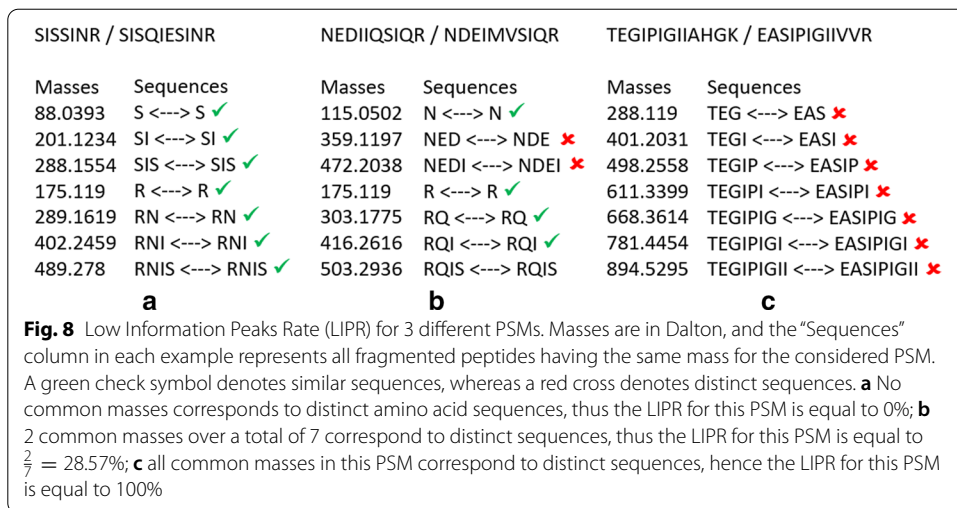 SISSINR / SISQIESINR
Masses Sequences
88.0393 S <---> S ✓
201.1234 SI <---> SI ✓
288.1554 SIS <---> SIS ✓
175.119 R <---> R ✓
289.1619 RN <---> RN ✓
402.2459 RNI <---> RNI ✓
489.278 RNIS <---> RNIS ✓
a
NEDIIQSIQR / NDEIMVSIQR
Masses Sequences
115.0502 N <---> N ✓
359.1197 NED <---> NDE ✘
472.2038 NEDI <---> NDEI ✘
175.119 R <---> R ✓
303.1775 RQ <---> RQ ✓
416.2616 RQI <---> RQI ✓
503.2936 RQIS <---> RQIS
b
TEGIPIGIIAHGK / EASIPIGIIVVR
Masses Sequences
288.119 TEG <---> EAS ✘
401.2031 TEGI <---> EASI ✘
498.2558 TEGIP <---> EASIP ✘
611.3399 TEGIPI <---> EASIPI ✘
668.3614 TEGIPIG <---> EASIPIG ✘
781.4454 TEGIPIGI <---> EASIPIGI ✘
894.5295 TEGIPIGII <---> EASIPIGII ✘
c
Fig. 8 Low Information Peaks Rate (LIPR) for 3 different PSMs. Masses are in Dalton, and the “Sequences”
column in each example represents all fragmented peptides having the same mass for the considered PSM.
A green check symbol denotes similar sequences, whereas a red cross denotes distinct sequences. a No
common masses corresponds to distinct amino acid sequences, thus the LIPR for this PSM is equal to 0%; b
2 common masses over a total of 7 correspond to distinct sequences, thus the LIPR for this PSM is equal to
2/7 = 28.57%; c all common masses in this PSM correspond to distinct sequences, hence the LIPR for this PSM
is equal to 100%